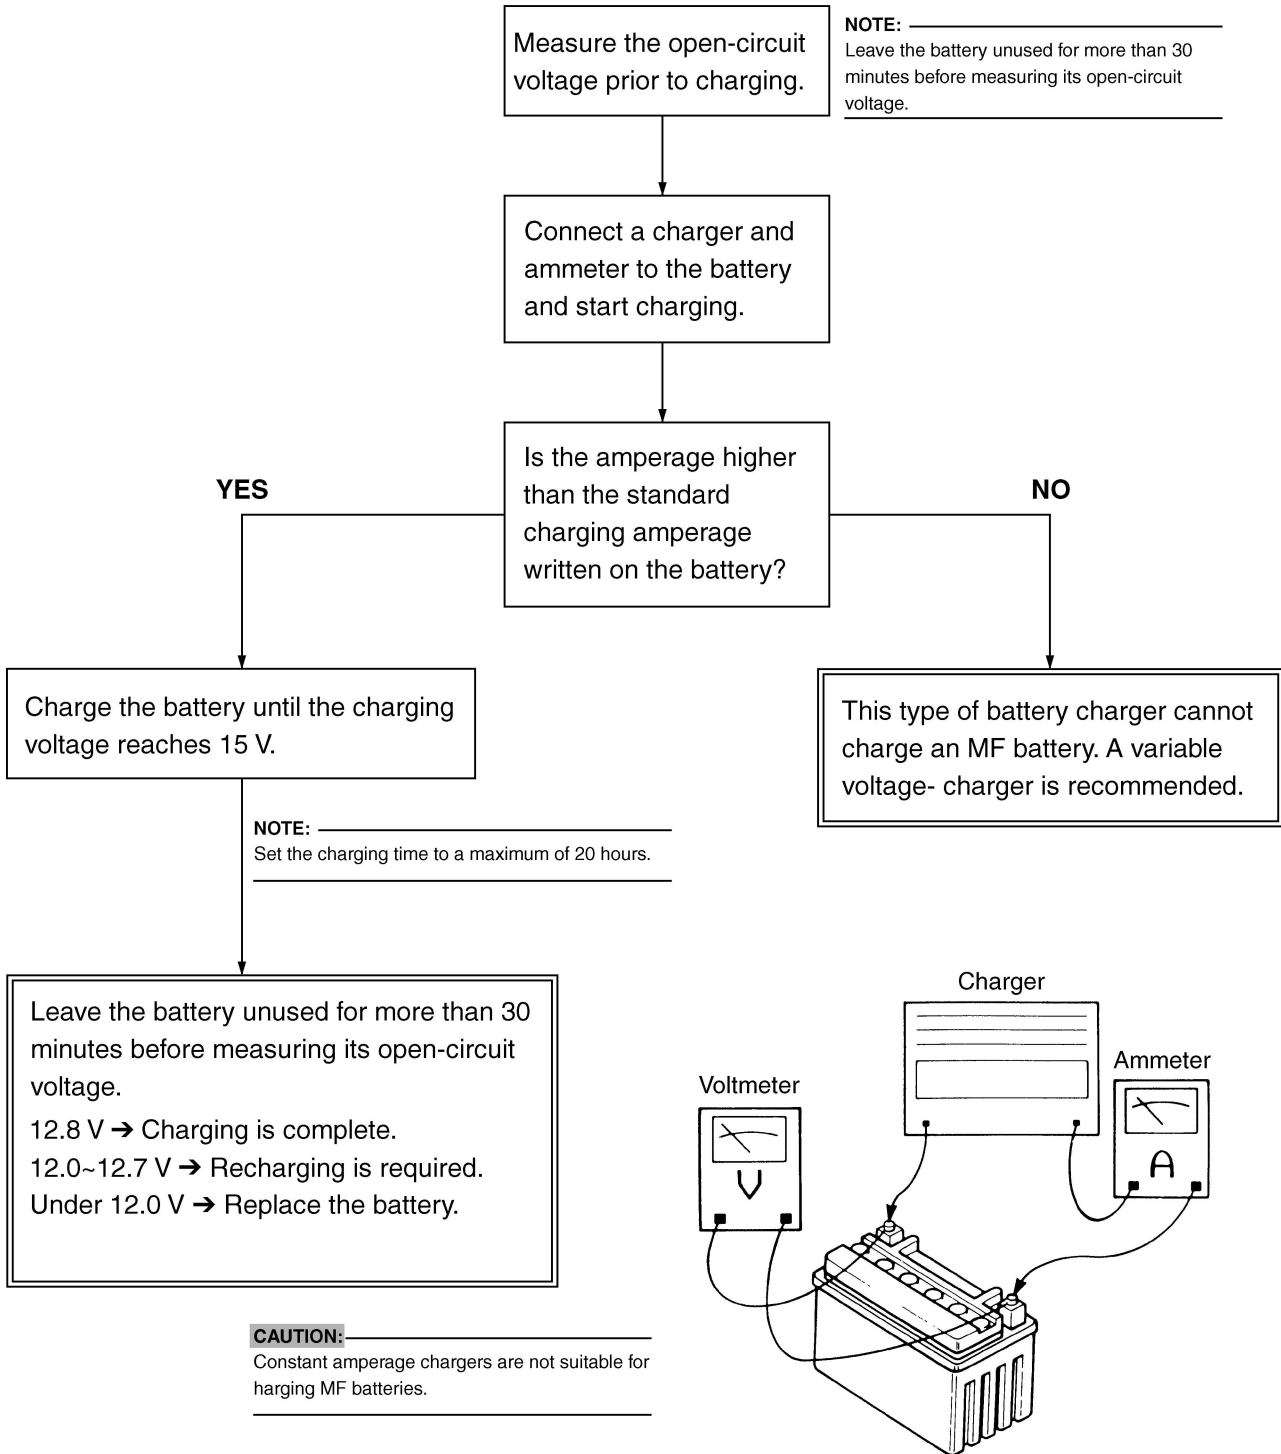 Measure the open-circuit
voltage prior to charging.
NOTE:
Leave the battery unused for more than 30
minutes before measuring its open-circuit
voltage.
Connect a charger and
ammeter to the battery
and start charging.
Is the amperage higher
than the standard
charging amperage
written on the battery?
YES
NO
Charge the battery until the charging
voltage reaches 15 V.
This type of battery charger cannot
charge an MF battery. A variable
voltage- charger is recommended.
NOTE:
Set the charging time to a maximum of 20 hours.
Leave the battery unused for more than 30
minutes before measuring its open-circuit
voltage.
12.8 V ➔ Charging is complete.
12.0~12.7 V ➔ Recharging is required.
Under 12.0 V ➔ Replace the battery.
Charger
Ammeter
Voltmeter
A
V
CAUTION:
Constant amperage chargers are not suitable for
harging MF batteries.